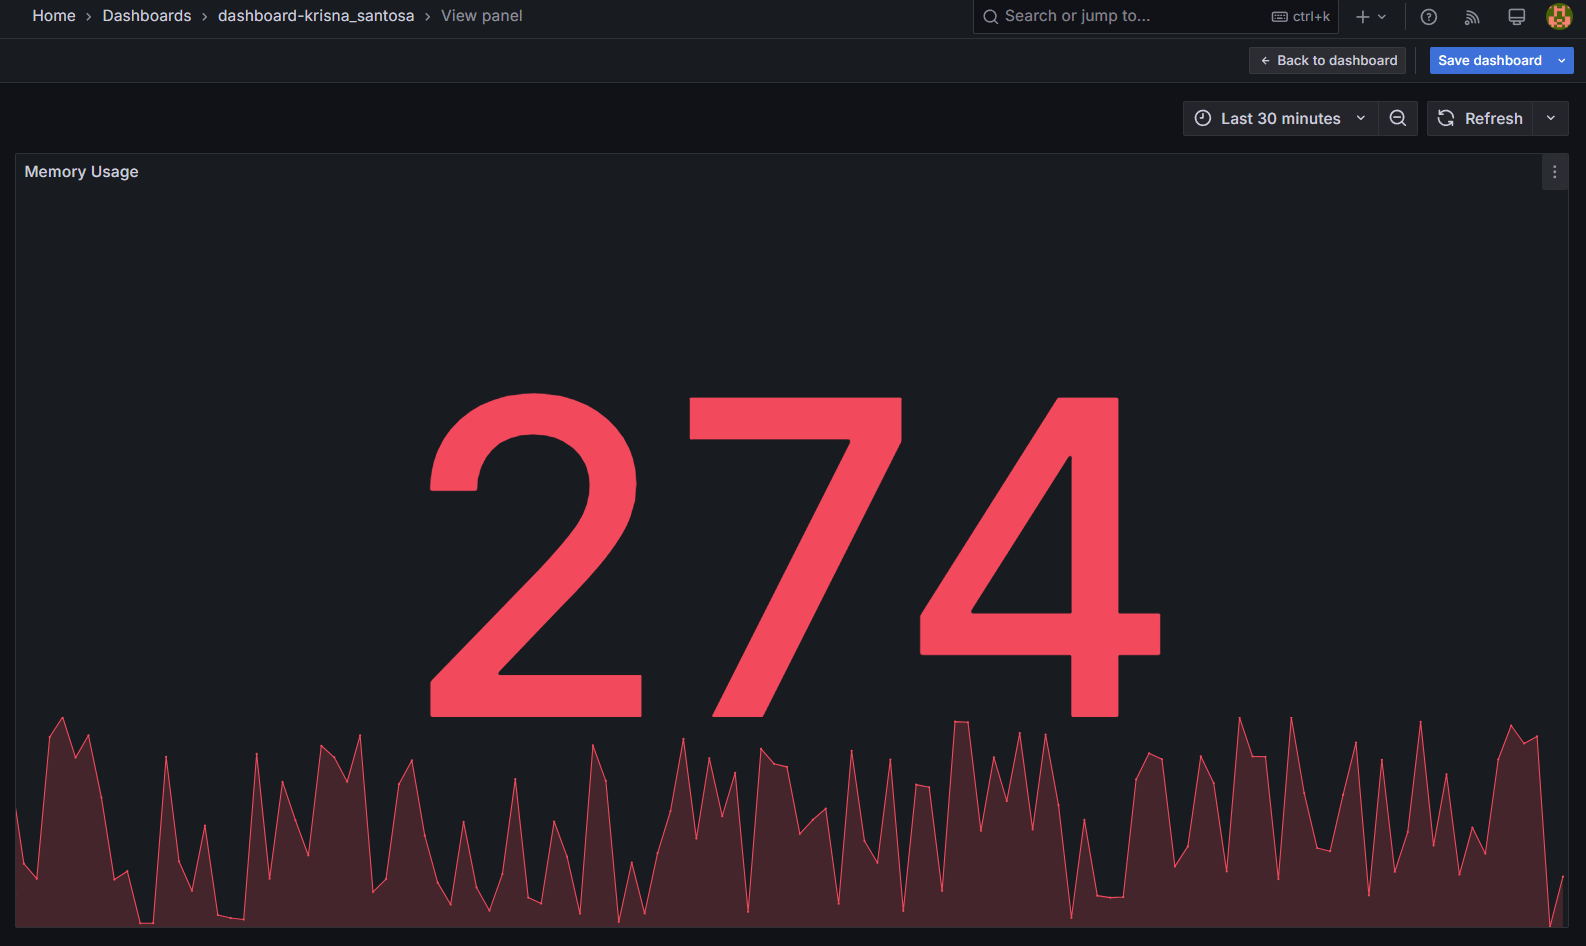 Home › Dashboards › dashboard-krisna_santosa › View panel
Search or jump to... ctrl+k
Back to dashboard
Save dashboard
Last 30 minutes
Refresh
Memory Usage
274